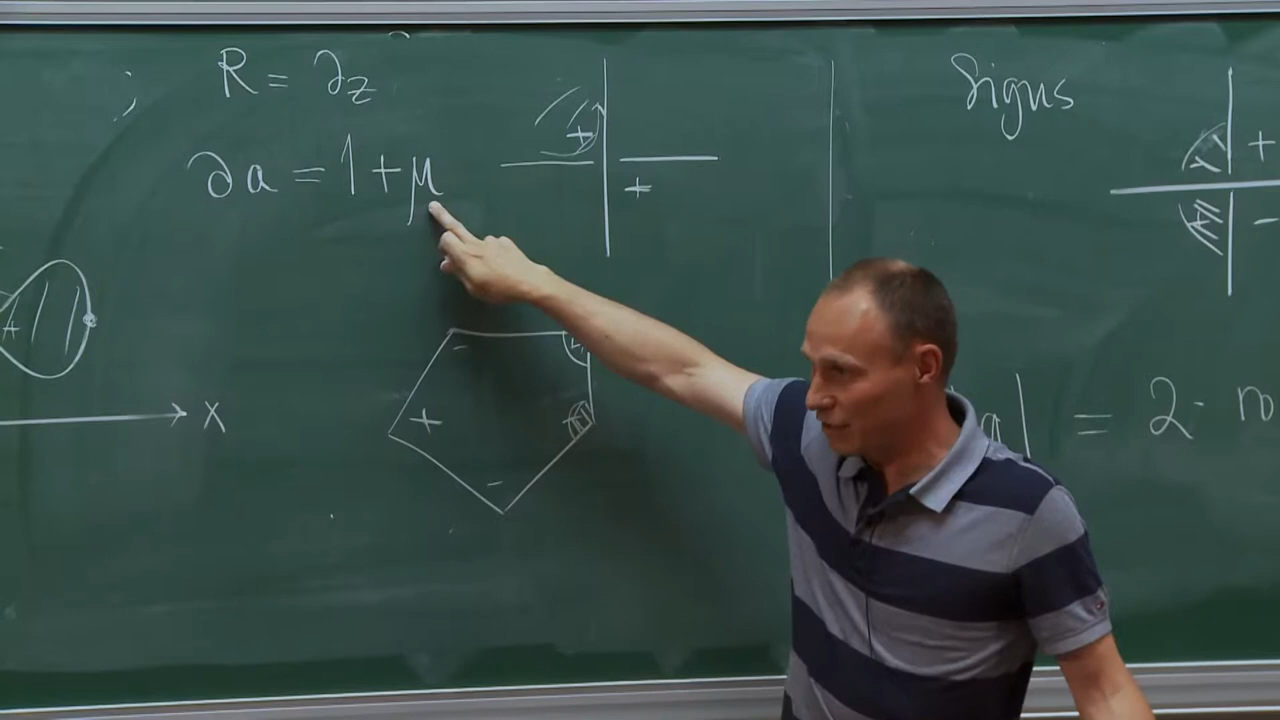 ;
R = ∂z
∂a = 1 + μ
+
+
+
x
-
+
-
Signs
+
-
a| = 2 · n